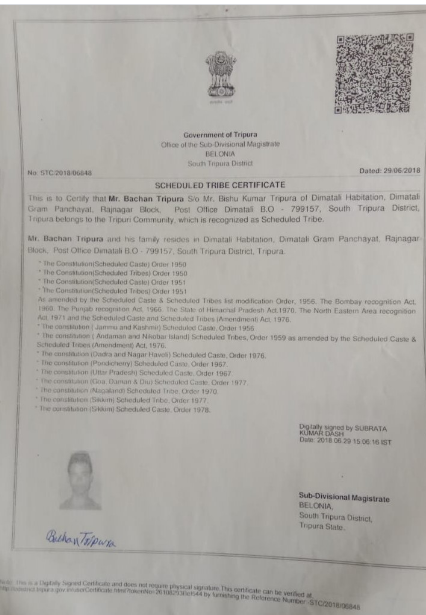 Government of Tripura
Office of the Sub-Divisional Magistrate
BELONIA
South Tripura District
No: STC/2018/06848
Dated: 29/06/2018
SCHEDULED TRIBE CERTIFICATE
This is to Certify that Mr. Bachan Tripura S/o Mr. Bishu Kumar Tripura of Dimatali Habitation, Dimatali
Gram Panchayat, Rajnagar Block, Post Office Dimatali B.O - 799157, South Tripura District,
Tripura belongs to the Tripuri Community, which is recognized as Scheduled Tribe.
Mr. Bachan Tripura and his family resides in Dimatali Habitation, Dimatali Gram Panchayat, Rajnagar
Block, Post Office Dimatali B.O - 799157, South Tripura District, Tripura.
* The Constitution(Scheduled Caste) Order 1950
* The Constitution(Scheduled Tribes) Order 1950
* The Constitution(Scheduled Caste) Order 1951
* The Constitution(Scheduled Tribes) Order 1951
As amended by the Scheduled Caste & Scheduled Tribes list modification Order, 1956. The Bombay recognition Act,
1960. The Punjab recognition Act, 1966. The State of Himachal Pradesh Act,1970. The North Eastern Area recognition
Act, 1971 and the Scheduled Caste and Scheduled Tribes (Amendment) Act, 1976.
* The constitution ( Jammu and Kashmir) Scheduled Caste, Order 1956
* The constitution ( Andaman and Nikobar Island) Scheduled Tribes, Order 1959 as amended by the Scheduled Caste &
Scheduled Tribes (Amendment) Act, 1976.
* The constitution (Dadra and Nagar Haveli) Scheduled Caste, Order 1976.
* The constitution (Pondicherry) Scheduled Caste, Order 1967.
* The constitution (Uttar Pradesh) Scheduled Caste, Order 1967
* The constitution (Goa, Daman & Diu) Scheduled Caste, Order 1977.
* The constitution (Nagaland) Scheduled Tribe, Order 1970.
* The constitution (Sikkim) Scheduled Tribe, Order 1977.
* The constitution (Sikkim) Scheduled Caste, Order 1978.
Digitally signed by SUBRATA
KUMAR DASH
Date: 2018.06.29 15:06:16 IST
Sub-Divisional Magistrate
BELONIA,
South Tripura District,
Tripura State.
Bachan Tripura
Note: This is a Digitally Signed Certificate and does not require physical signature. This certificate can be verified at
by furnishing the Reference Number :-STC/2018/06848